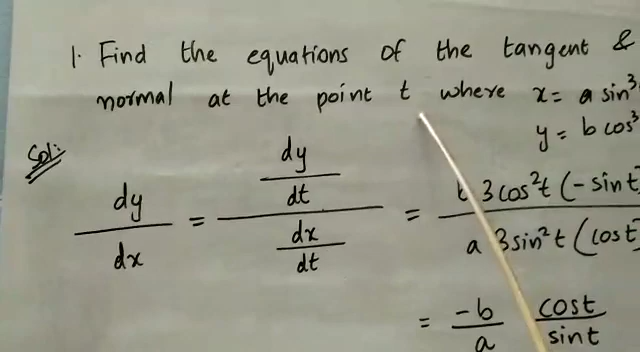 1. Find the equations of the tangent &
normal at the point t where x = a sin³
y = b cos³
Sol:
dy/dx = (dy/dt)/(dx/dt) = b 3cos²t (-sin t)/a 3sin²t (cost)
= -b/a cost/sint